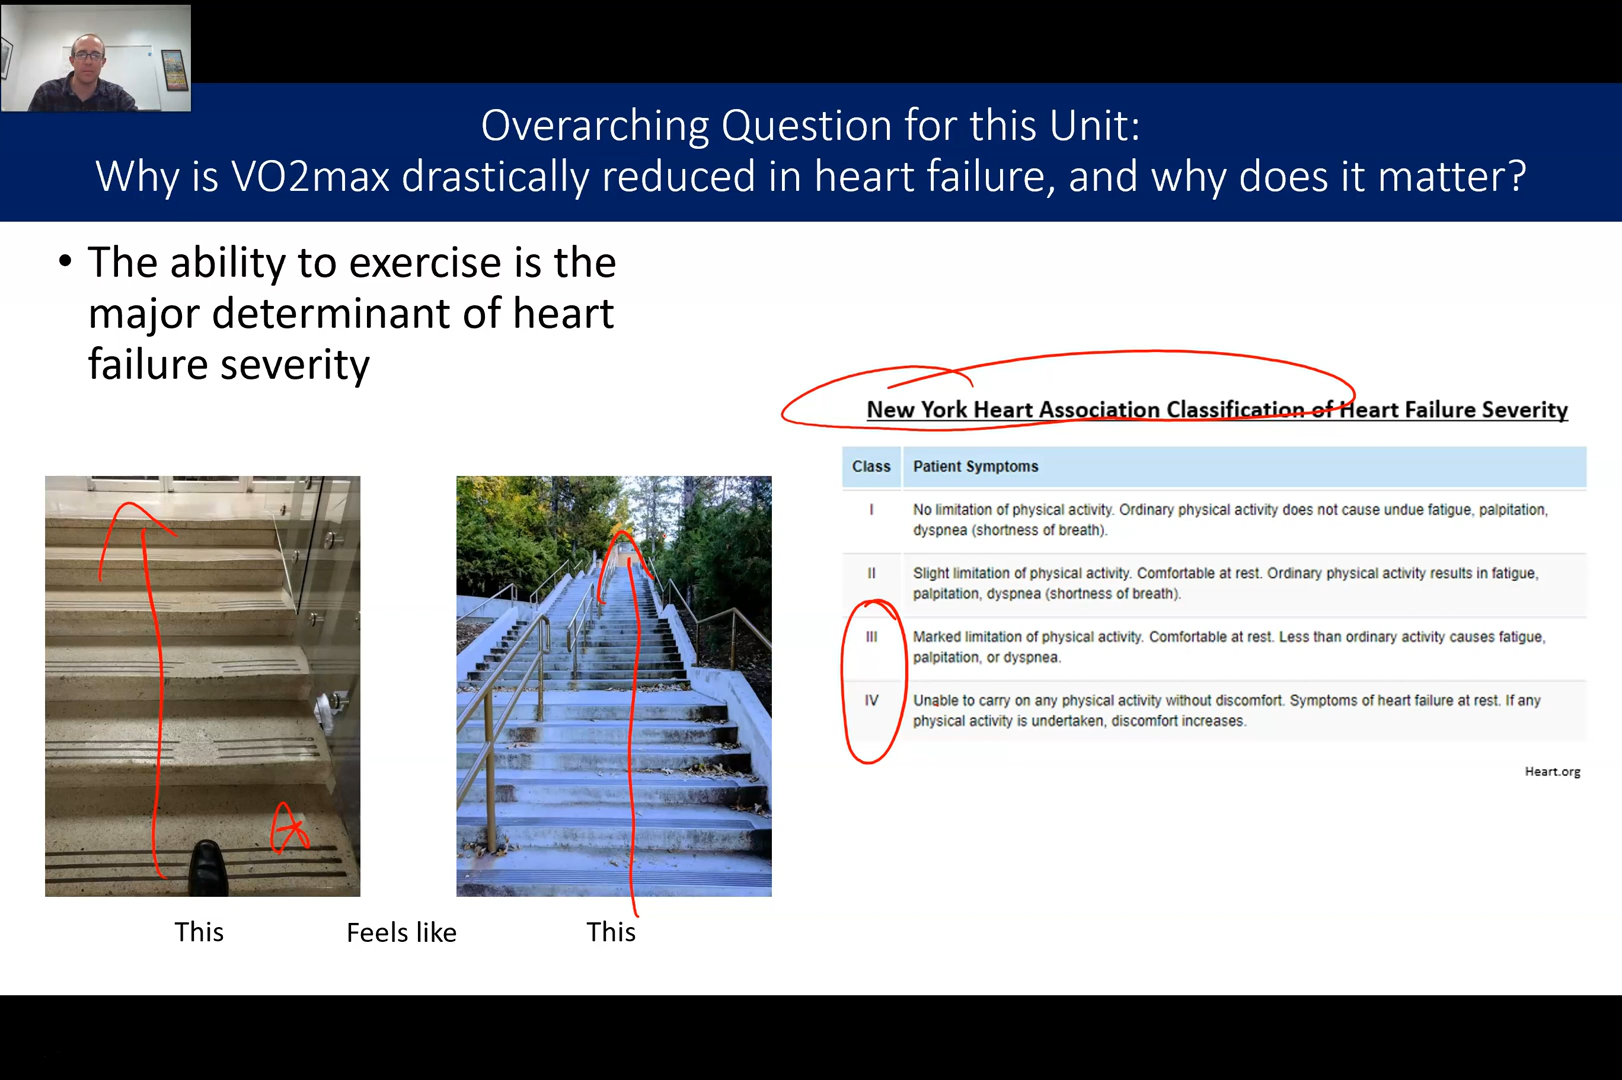 Overarching Question for this Unit:
Why is VO2max drastically reduced in heart failure, and why does it matter?
• The ability to exercise is the
major determinant of heart
failure severity
New York Heart Association Classification of Heart Failure Severity
Class Patient Symptoms
I No limitation of physical activity. Ordinary physical activity does not cause undue fatigue, palpitation,
dyspnea (shortness of breath).
II Slight limitation of physical activity. Comfortable at rest. Ordinary physical activity results in fatigue,
palpitation, dyspnea (shortness of breath).
III Marked limitation of physical activity. Comfortable at rest. Less than ordinary activity causes fatigue,
palpitation, or dyspnea.
IV Unable to carry on any physical activity without discomfort. Symptoms of heart failure at rest. If any
physical activity is undertaken, discomfort increases.
Heart.org
This Feels like This